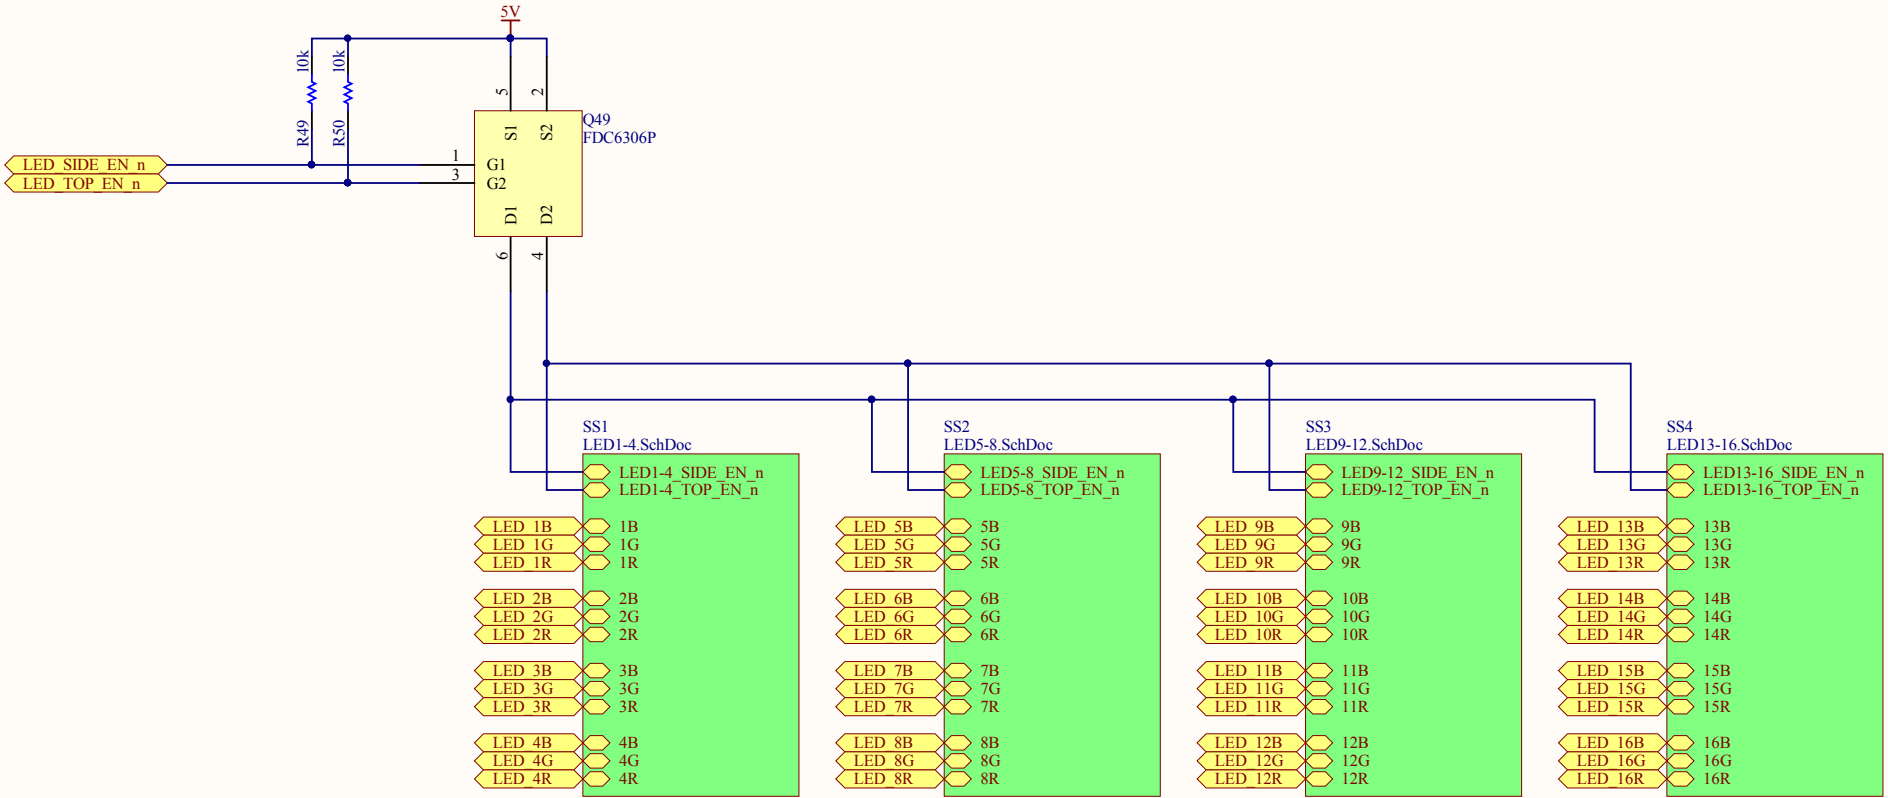 5V
10k
10k
R49
R50
5
2
S1
S2
Q49
FDC6306P
LED_SIDE_EN_n
LED_TOP_EN_n
1
3
G1
G2
D1
D2
6
4
SS1
LED1-4.SchDoc
LED1-4_SIDE_EN_n
LED1-4_TOP_EN_n
LED_1B 1B
LED_1G 1G
LED_1R 1R
LED_2B 2B
LED_2G 2G
LED_2R 2R
LED_3B 3B
LED_3G 3G
LED_3R 3R
LED_4B 4B
LED_4G 4G
LED_4R 4R
SS2
LED5-8.SchDoc
LED5-8_SIDE_EN_n
LED5-8_TOP_EN_n
LED_5B 5B
LED_5G 5G
LED_5R 5R
LED_6B 6B
LED_6G 6G
LED_6R 6R
LED_7B 7B
LED_7G 7G
LED_7R 7R
LED_8B 8B
LED_8G 8G
LED_8R 8R
SS3
LED9-12.SchDoc
LED9-12_SIDE_EN_n
LED9-12_TOP_EN_n
LED_9B 9B
LED_9G 9G
LED_9R 9R
LED_10B 10B
LED_10G 10G
LED_10R 10R
LED_11B 11B
LED_11G 11G
LED_11R 11R
LED_12B 12B
LED_12G 12G
LED_12R 12R
SS4
LED13-16.SchDoc
LED13-16_SIDE_EN_n
LED13-16_TOP_EN_n
LED_13B 13B
LED_13G 13G
LED_13R 13R
LED_14B 14B
LED_14G 14G
LED_14R 14R
LED_15B 15B
LED_15G 15G
LED_15R 15R
LED_16B 16B
LED_16G 16G
LED_16R 16R